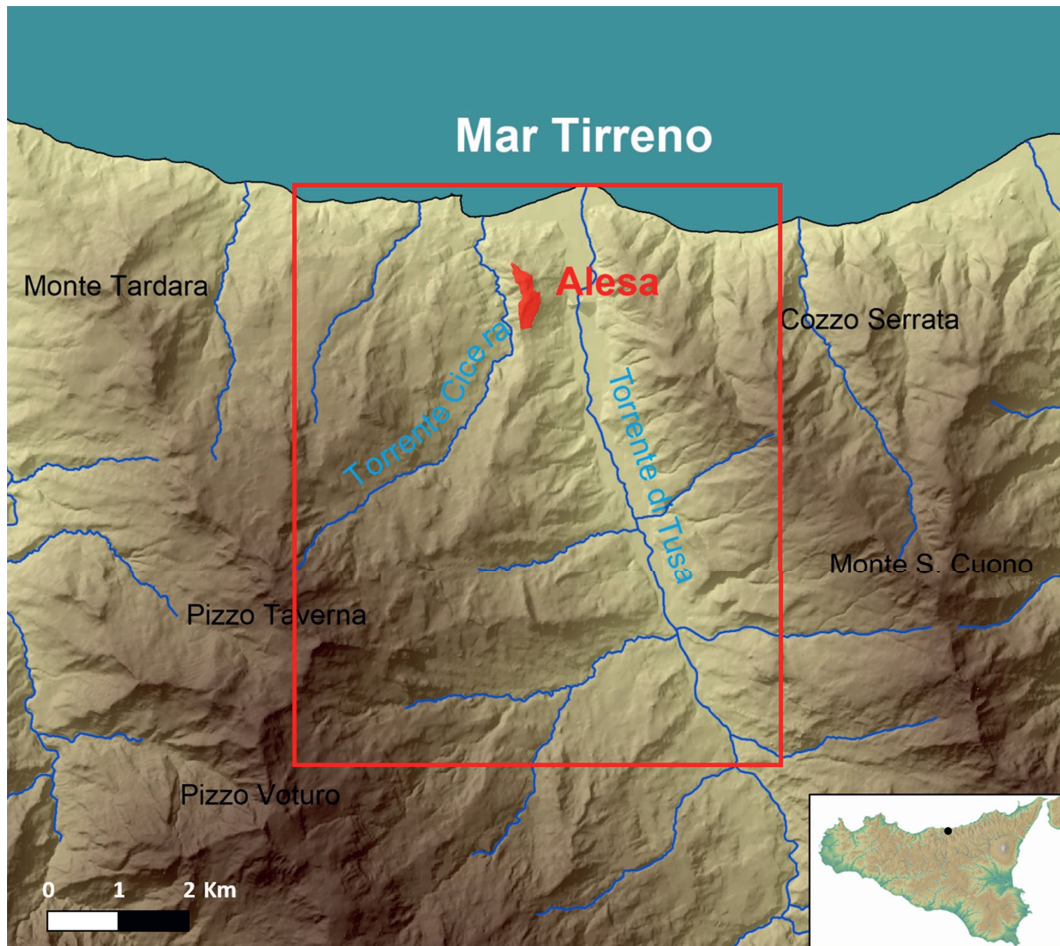 Mar Tirreno
Monte Tardara
Alesa
Cozzo Serrata
Torrente Cicera
Torrente di Tusa
Monte S. Cuono
Pizzo Taverna
Pizzo Voturo
0 1 2 Km